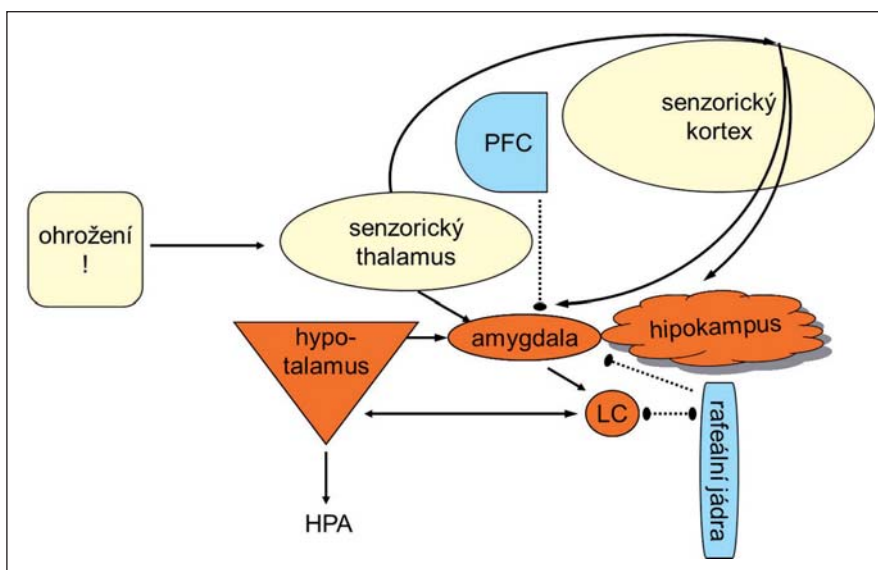 senzorický
kortex
PFC
ohrožení
!
senzorický
thalamus
hypo-
talamus
amygdala
hipokampus
LC
rafeální jádra
HPA